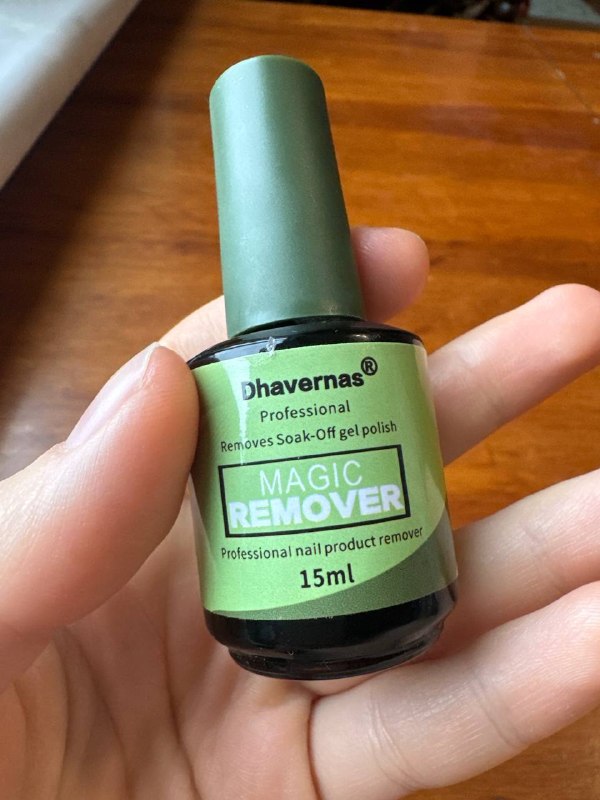 Dhavernas®
Professional
Removes Soak-Off gel polish
MAGIC
REMOVER
Professional nail product remover
15ml